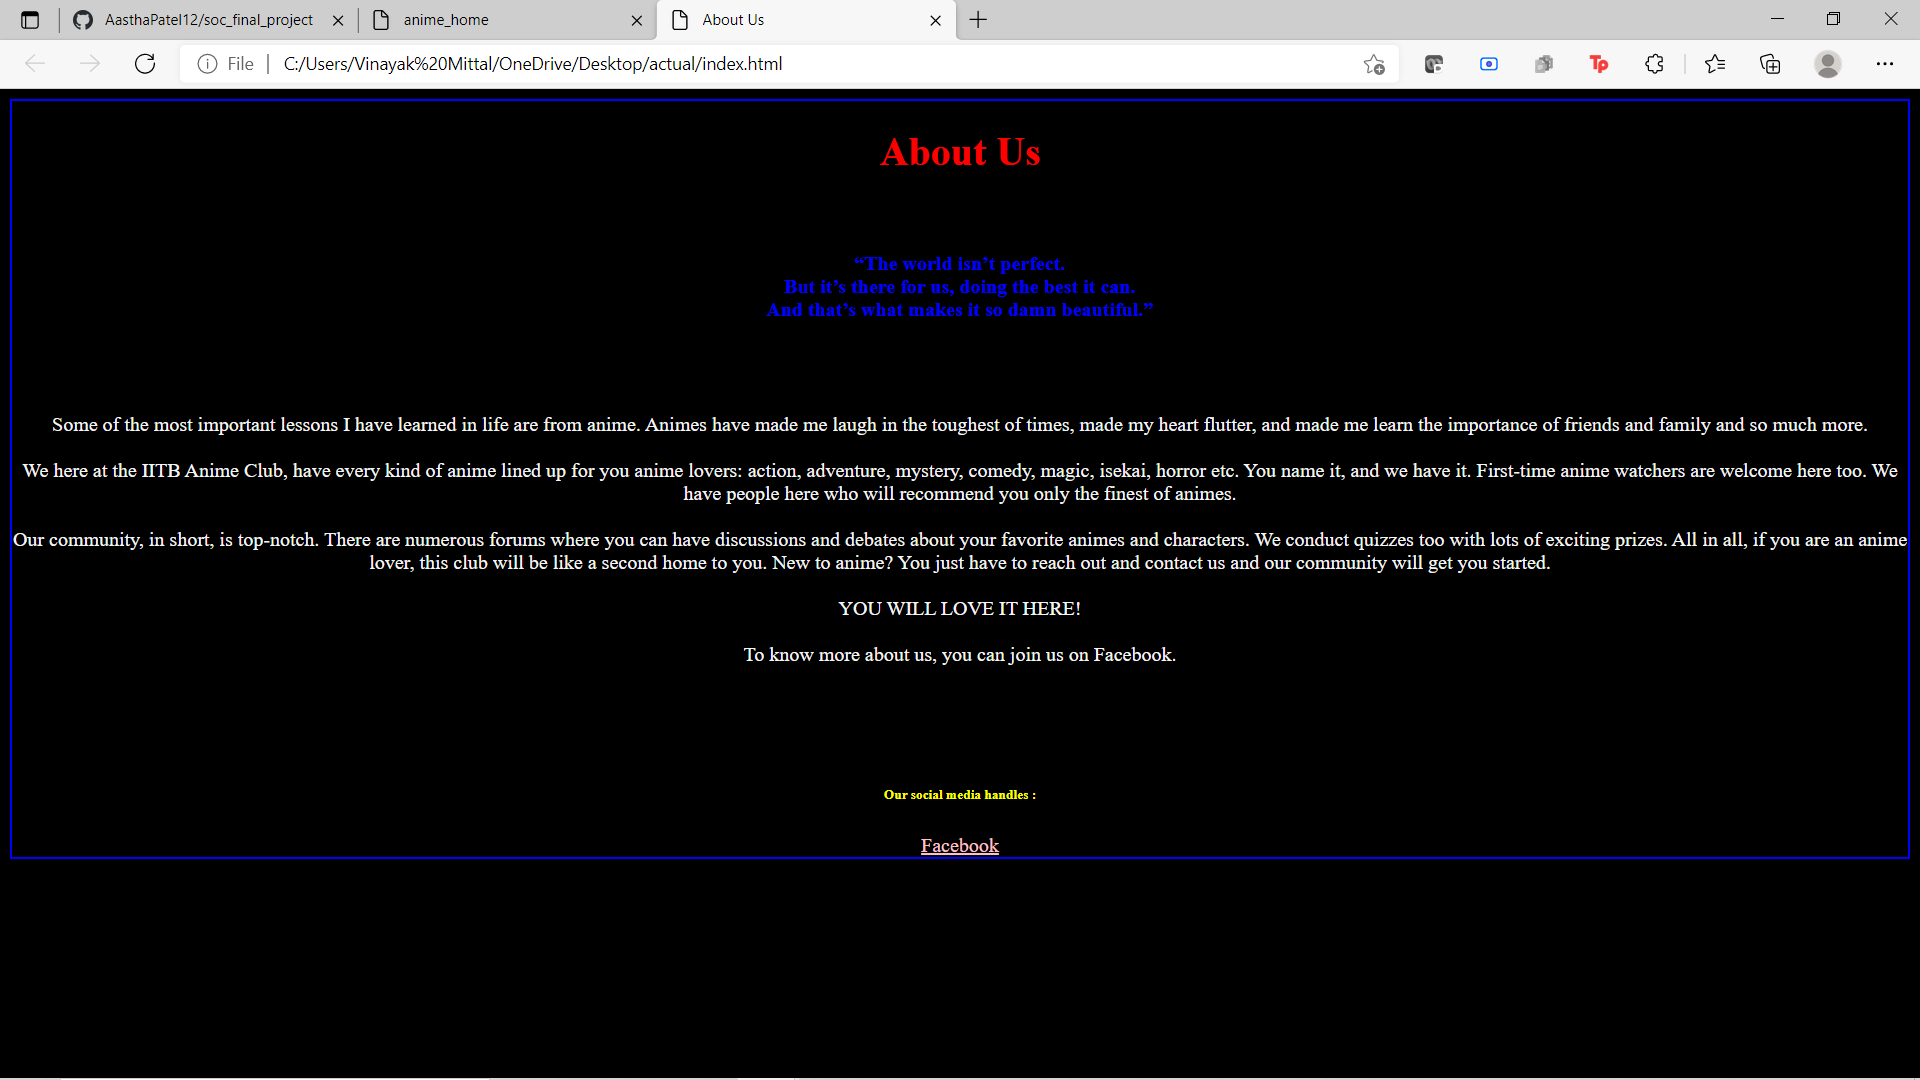 AasthaPatel12/soc_final_project
anime_home
About Us
File
C:/Users/Vinayak%20Mittal/OneDrive/Desktop/actual/index.html
Tp
About Us
“The world isn’t perfect.
But it’s there for us, doing the best it can.
And that’s what makes it so damn beautiful.”
Some of the most important lessons I have learned in life are from anime. Animes have made me laugh in the toughest of times, made my heart flutter, and made me learn the importance of friends and family and so much more.
We here at the IITB Anime Club, have every kind of anime lined up for you anime lovers: action, adventure, mystery, comedy, magic, isekai, horror etc. You name it, and we have it. First-time anime watchers are welcome here too. We
have people here who will recommend you only the finest of animes.
Our community, in short, is top-notch. There are numerous forums where you can have discussions and debates about your favorite animes and characters. We conduct quizzes too with lots of exciting prizes. All in all, if you are an anime
lover, this club will be like a second home to you. New to anime? You just have to reach out and contact us and our community will get you started.
YOU WILL LOVE IT HERE!
To know more about us, you can join us on Facebook.
Our social media handles :
Facebook